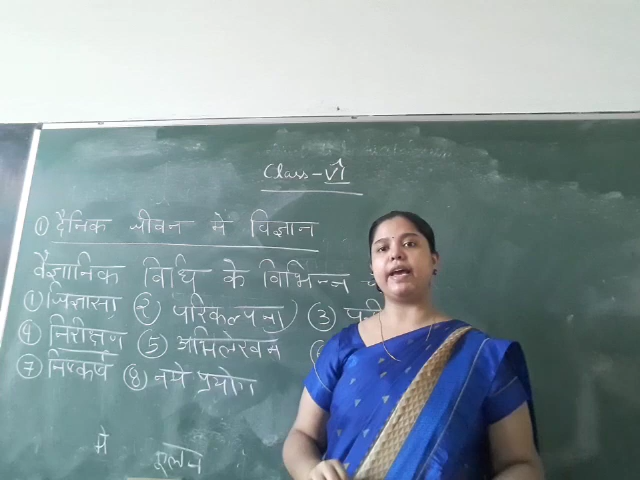 Class - VI
① दैनिक जीवन में विज्ञान
वैज्ञानिक विधि के विभिन्न
① जिज्ञासा ② परिकल्पना ③
④ निरीक्षण ⑤ अभिलेखन
⑦ निष्कर्ष ⑧ नये प्रयोग
में